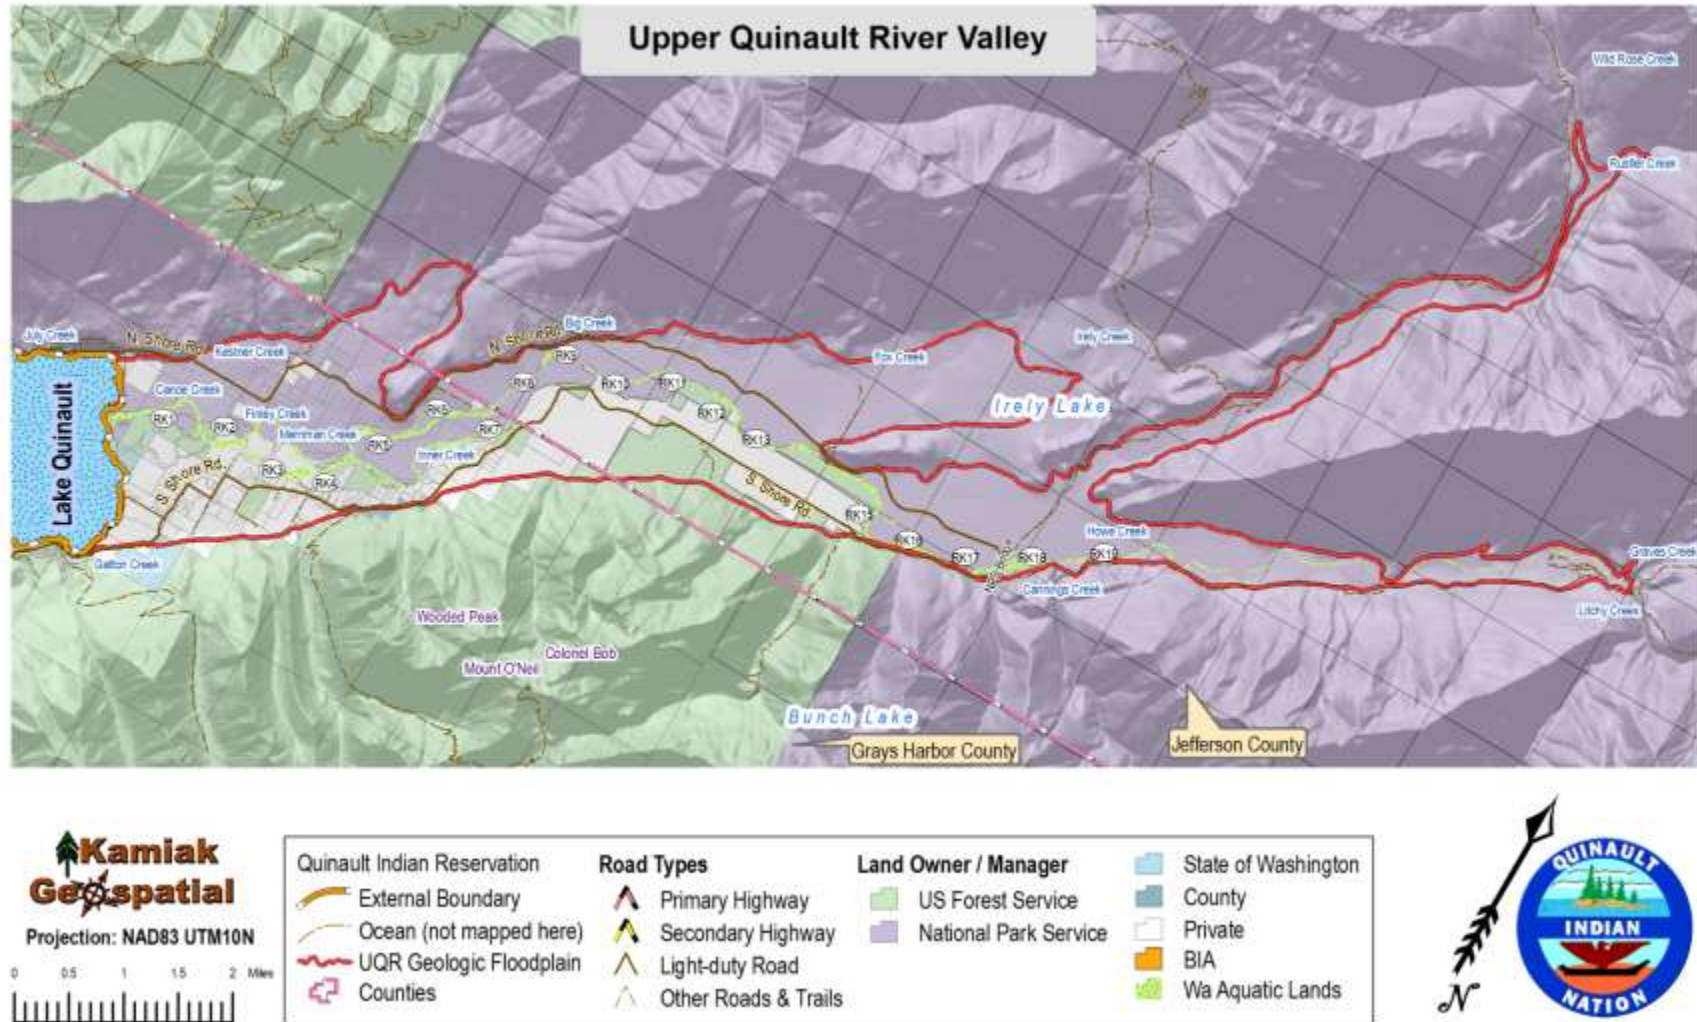 Upper Quinault River Valley
Wild Rose Creek
Rustler Creek
July Creek
N. Shore Rd.
Kestner Creek
N. Shore Rd.
Big Creek
Fox Creek
Irely Creek
Irely Lake
Lake Quinault
Canoe Creek
Finley Creek
Merriman Creek
Inner Creek
RK1
RK2
RK3
RK4
RK5
RK7
RK8
RK9
RK12
RK13
RK15
RK16
RK17
RK18
RK19
S. Shore Rd.
S. Shore Rd.
Howe Creek
Cannings Creek
Graves Creek
Litchy Creek
Gatton Creek
Wooded Peak
Colonel Bob
Mount O'Neil
Bunch Lake
Grays Harbor County
Jefferson County
Kamiak
Geospatial
Projection: NAD83 UTM10N
0 0.5 1 1.5 2 Miles
Quinault Indian Reservation
External Boundary
Ocean (not mapped here)
UQR Geologic Floodplain
Counties
Road Types
Primary Highway
Secondary Highway
Light-duty Road
Other Roads & Trails
Land Owner / Manager
US Forest Service
National Park Service
State of Washington
County
Private
BIA
Wa Aquatic Lands
N
QUINAULT
INDIAN
NATION